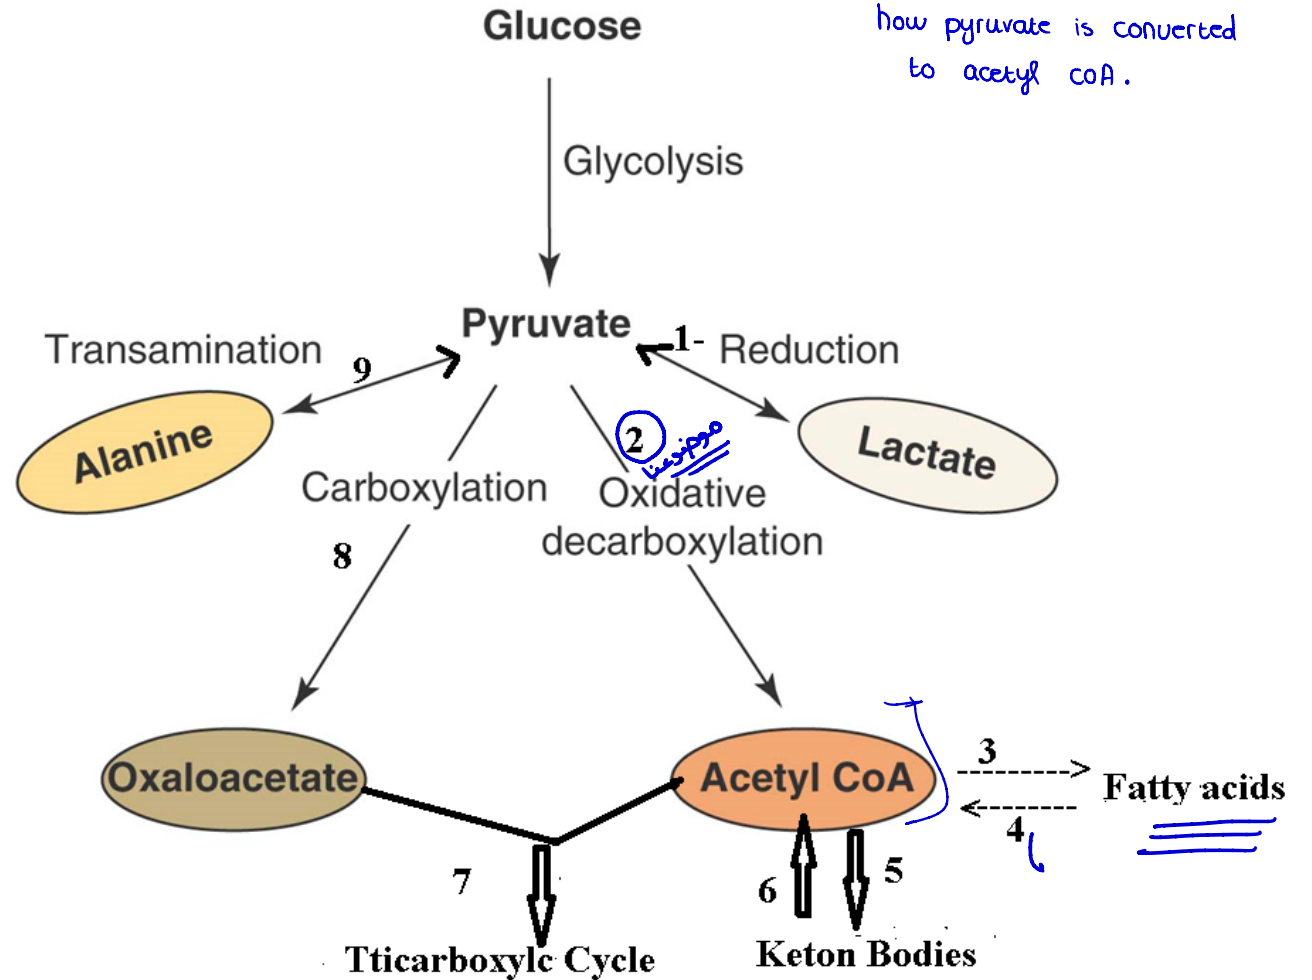 Glucose
how pyruvate is converted
to acetyl coA.
Glycolysis
Pyruvate
1-
Reduction
Transamination
9
Alanine
2
Lactate
Carboxylation
Oxidative
decarboxylation
8
Oxaloacetate
Acetyl CoA
3
Fatty acids
4
7
6
5
Tticarboxylc Cycle
Keton Bodies